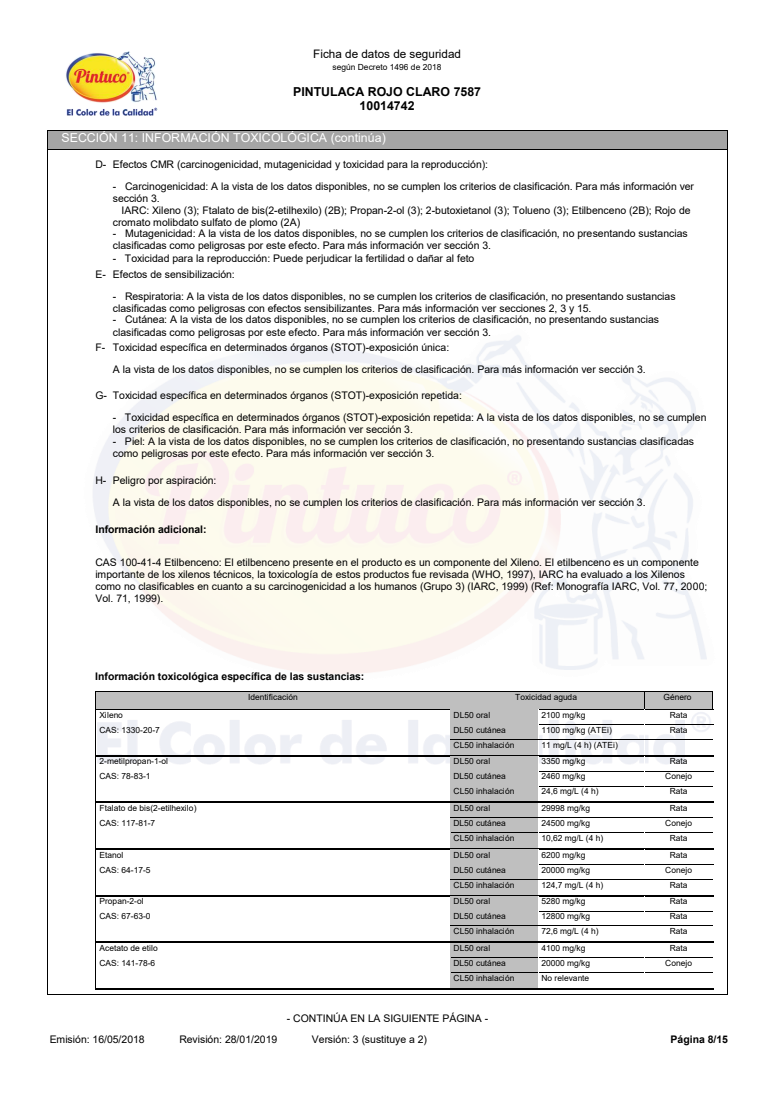 Pintuco
®
El Color de la Calidad®
Ficha de datos de seguridad
según Decreto 1496 de 2018
PINTULACA ROJO CLARO 7587
10014742
SECCIÓN 11: INFORMACIÓN TOXICOLÓGICA (continúa)
D- Efectos CMR (carcinogenicidad, mutagenicidad y toxicidad para la reproducción):
- Carcinogenicidad: A la vista de los datos disponibles, no se cumplen los criterios de clasificación. Para más información ver
sección 3.
IARC: Xileno (3); Ftalato de bis(2-etilhexilo) (2B); Propan-2-ol (3); 2-butoxietanol (3); Tolueno (3); Etilbenceno (2B); Rojo de
cromato molibdato sulfato de plomo (2A)
- Mutagenicidad: A la vista de los datos disponibles, no se cumplen los criterios de clasificación, no presentando sustancias
clasificadas como peligrosas por este efecto. Para más información ver sección 3.
- Toxicidad para la reproducción: Puede perjudicar la fertilidad o dañar al feto
E- Efectos de sensibilización:
- Respiratoria: A la vista de los datos disponibles, no se cumplen los criterios de clasificación, no presentando sustancias
clasificadas como peligrosas con efectos sensibilizantes. Para más información ver secciones 2, 3 y 15.
- Cutánea: A la vista de los datos disponibles, no se cumplen los criterios de clasificación, no presentando sustancias
clasificadas como peligrosas por este efecto. Para más información ver sección 3.
F- Toxicidad específica en determinados órganos (STOT)-exposición única:
A la vista de los datos disponibles, no se cumplen los criterios de clasificación. Para más información ver sección 3.
G- Toxicidad específica en determinados órganos (STOT)-exposición repetida:
- Toxicidad específica en determinados órganos (STOT)-exposición repetida: A la vista de los datos disponibles, no se cumplen
los criterios de clasificación. Para más información ver sección 3.
- Piel: A la vista de los datos disponibles, no se cumplen los criterios de clasificación, no presentando sustancias clasificadas
como peligrosas por este efecto. Para más información ver sección 3.
H- Peligro por aspiración:
A la vista de los datos disponibles, no se cumplen los criterios de clasificación. Para más información ver sección 3.
Pintuco®
Información adicional:
CAS 100-41-4 Etilbenceno: El etilbenceno presente en el producto es un componente del Xileno. El etilbenceno es un componente
importante de los xilenos técnicos, la toxicología de estos productos fue revisada (WHO, 1997), IARC ha evaluado a los Xilenos
como no clasificables en cuanto a su carcinogenicidad a los humanos (Grupo 3) (IARC, 1999) (Ref: Monografía IARC, Vol. 77, 2000;
Vol. 71, 1999).
Información toxicológica específica de las sustancias:
Identificación Toxicidad aguda Género
Xileno DL50 oral 2100 mg/kg Rata
CAS: 1330-20-7 DL50 cutánea 1100 mg/kg (ATEi) Rata
CL50 inhalación 11 mg/L (4 h) (ATEi)
El Color de la Calidad®
2-metilpropan-1-ol DL50 oral 3350 mg/kg Rata
CAS: 78-83-1 DL50 cutánea 2460 mg/kg Conejo
CL50 inhalación 24,6 mg/L (4 h) Rata
Ftalato de bis(2-etilhexilo) DL50 oral 29998 mg/kg Rata
CAS: 117-81-7 DL50 cutánea 24500 mg/kg Conejo
CL50 inhalación 10,62 mg/L (4 h) Rata
Etanol DL50 oral 6200 mg/kg Rata
CAS: 64-17-5 DL50 cutánea 20000 mg/kg Conejo
CL50 inhalación 124,7 mg/L (4 h) Rata
Propan-2-ol DL50 oral 5280 mg/kg Rata
CAS: 67-63-0 DL50 cutánea 12800 mg/kg Rata
CL50 inhalación 72,6 mg/L (4 h) Rata
Acetato de etilo DL50 oral 4100 mg/kg Rata
CAS: 141-78-6 DL50 cutánea 20000 mg/kg Conejo
CL50 inhalación No relevante
- CONTINÚA EN LA SIGUIENTE PÁGINA -
Emisión: 16/05/2018 Revisión: 28/01/2019 Versión: 3 (sustituye a 2) Página 8/15